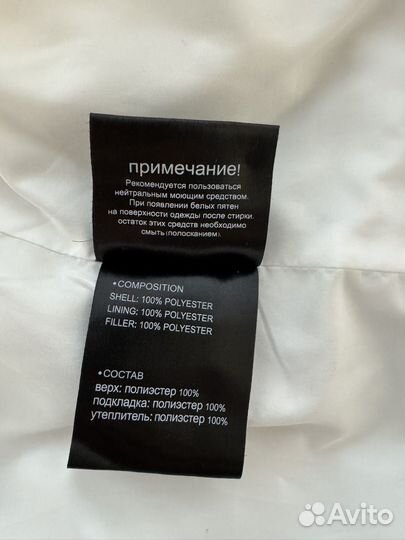 примечание!
Рекомендуется пользоваться
нейтральным моющим средством.
При появлении белых пятен
на поверхности одежды после стирки.
остаток этих средств необходимо
смыть (полосканием).
•COMPOSITION
SHELL: 100% POLYESTER
LINING: 100% POLYESTER
FILLER: 100% POLYESTER
•СОСТАВ
верх: полиэстер 100%
подкладка: полиэстер 100%
утеплитель: полиэстер 100%
Avito